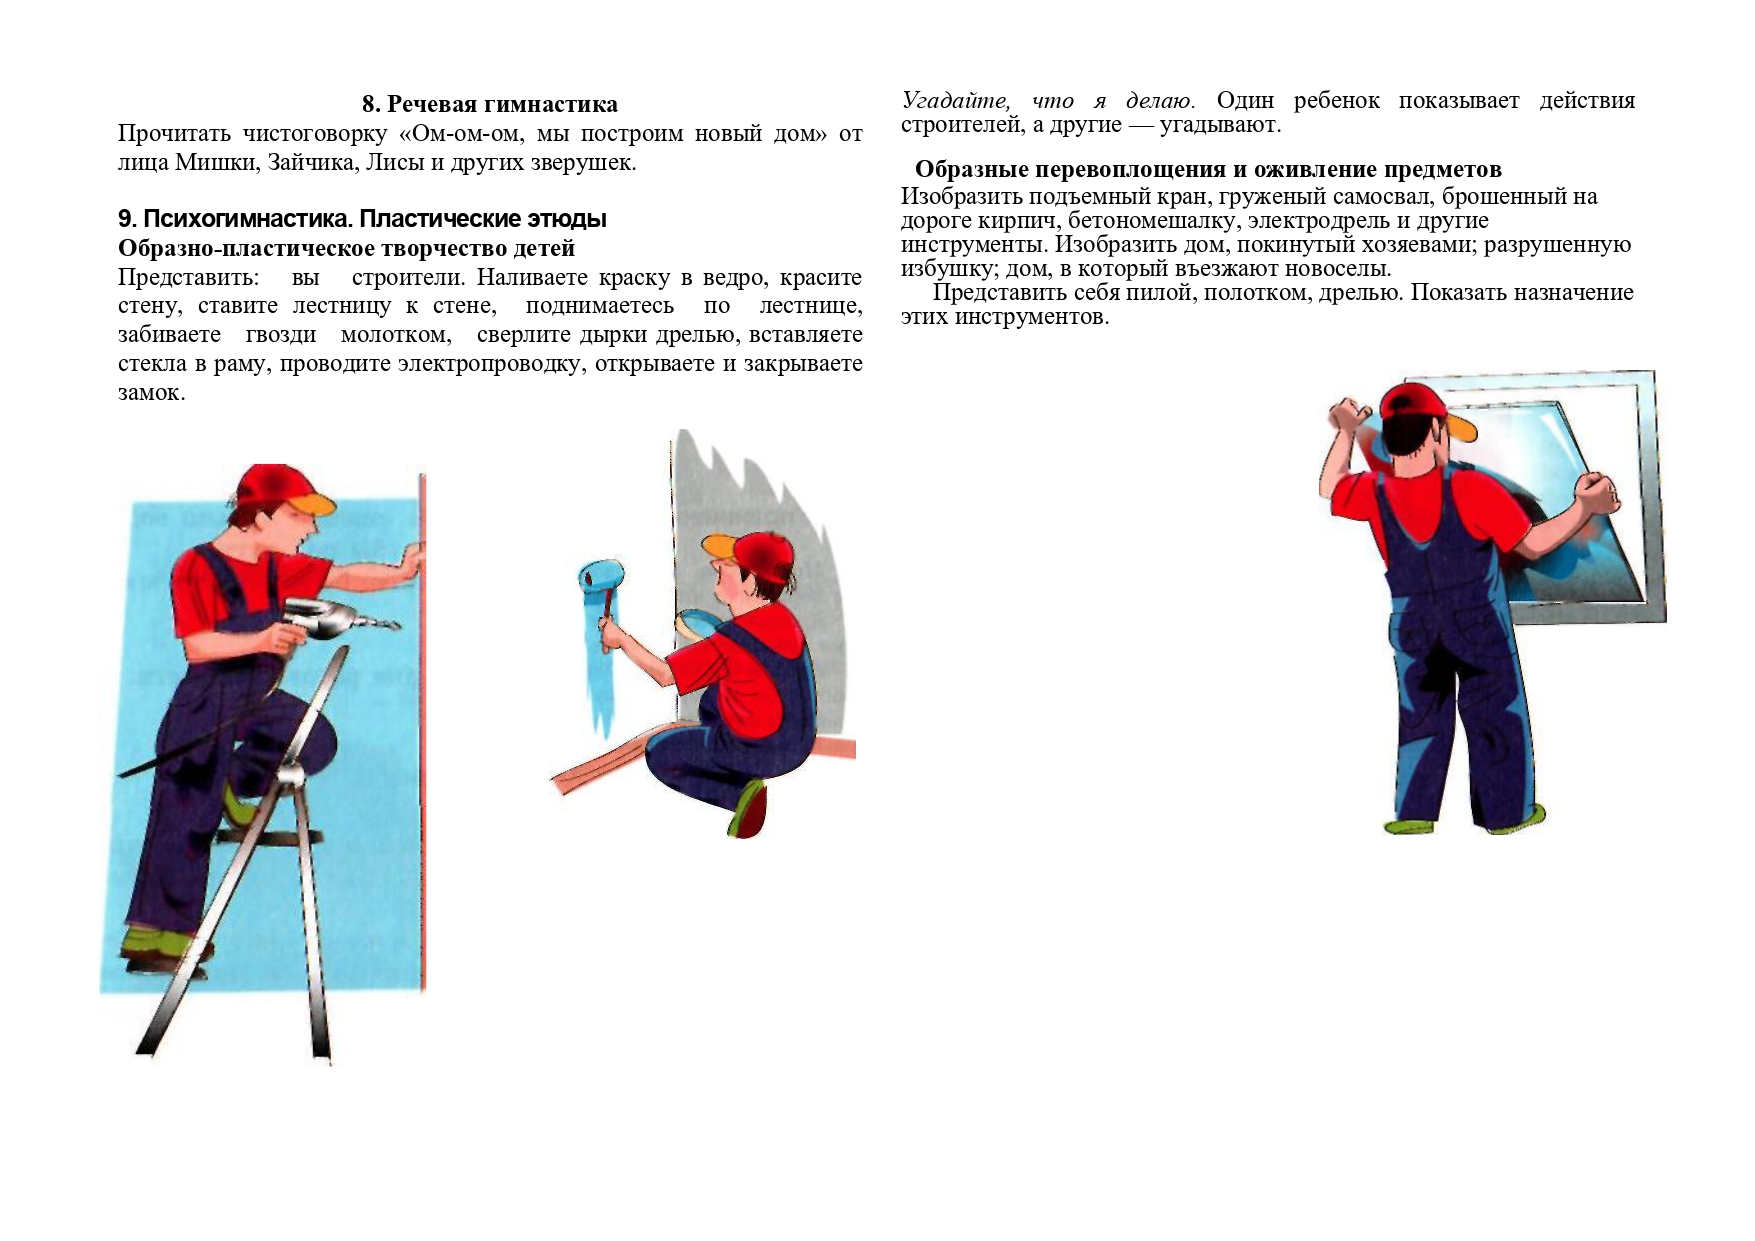 8. Речевая гимнастика
Прочитать чистоговорку «Ом-ом-ом, мы построим новый дом» от
лица Мишки, Зайчика, Лисы и других зверушек.
9. Психогимнастика. Пластические этюды
Образно-пластическое творчество детей
Представить: вы строители. Наливаете краску в ведро, красите
стену, ставите лестницу к стене, поднимаетесь по лестнице,
забиваете гвозди молотком, сверлите дырки дрелью, вставляете
стекла в раму, проводите электропроводку, открываете и закрываете
замок.
Угадайте, что я делаю. Один ребенок показывает действия
строителей, а другие — угадывают.
Образные перевоплощения и оживление предметов
Изобразить подъемный кран, груженый самосвал, брошенный на
дороге кирпич, бетономешалку, электродрель и другие
инструменты. Изобразить дом, покинутый хозяевами; разрушенную
избушку; дом, в который въезжают новоселы.
Представить себя пилой, полотком, дрелью. Показать назначение
этих инструментов.